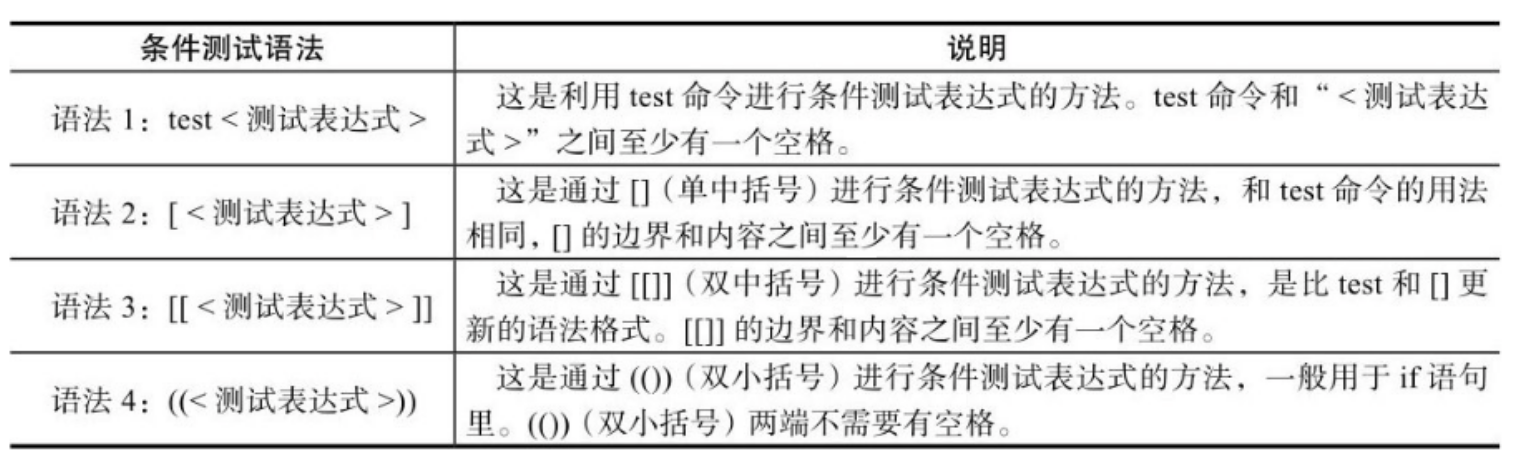 条件测试语法
说明
语法 1：test < 测试表达式 >
这是利用 test 命令进行条件测试表达式的方法。test 命令和“ < 测试表达
式 >”之间至少有一个空格。
语法 2：[ < 测试表达式 > ]
这是通过 []（单中括号）进行条件测试表达式的方法，和 test 命令的用法
相同，[] 的边界和内容之间至少有一个空格。
语法 3：[[ < 测试表达式 > ]]
这是通过 [[]]（双中括号）进行条件测试表达式的方法，是比 test 和 [] 更
新的语法格式。[[]] 的边界和内容之间至少有一个空格。
语法 4：((< 测试表达式 >))
这是通过 (())（双小括号）进行条件测试表达式的方法，一般用于 if 语句
里。(())（双小括号）两端不需要有空格。